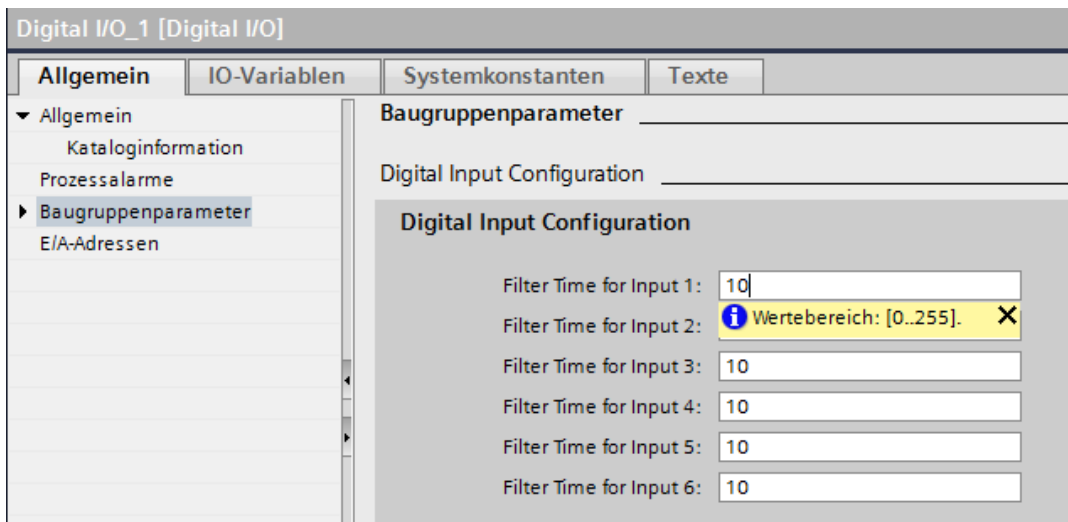 Digital I/O_1 [Digital I/O]
Allgemein IO-Variablen Systemkonstanten Texte
Allgemein
Kataloginformation
Prozessalarme
Baugruppenparameter
E/A-Adressen
Baugruppenparameter
Digital Input Configuration
Digital Input Configuration
Filter Time for Input 1: 10
Filter Time for Input 2: Wertebereich: [0..255].
Filter Time for Input 3: 10
Filter Time for Input 4: 10
Filter Time for Input 5: 10
Filter Time for Input 6: 10